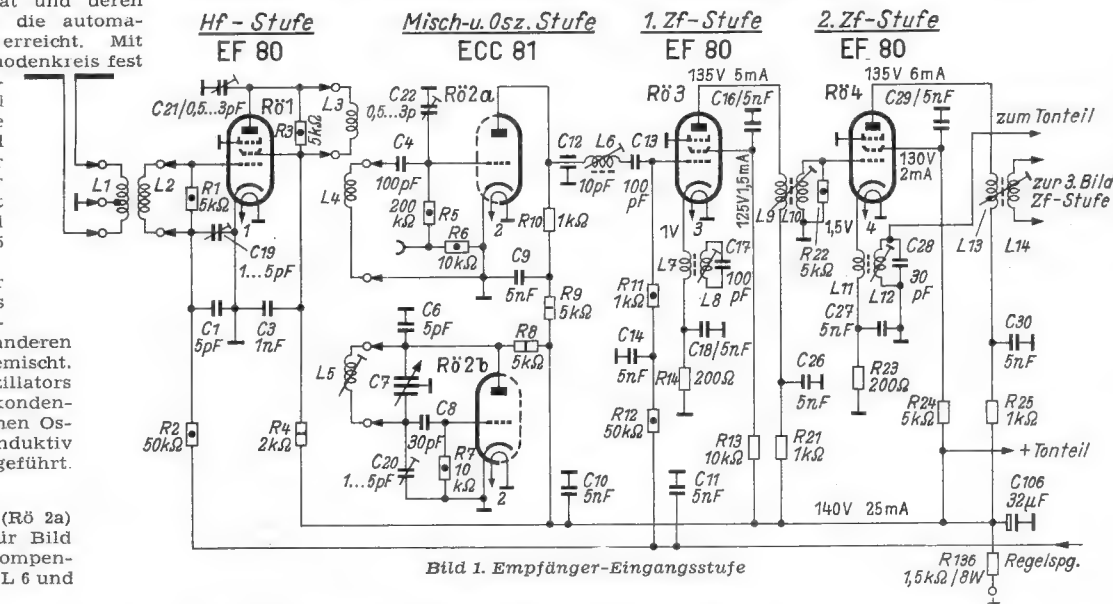 at und deren
die automa-
erreicht. Mit
nodenkreis fest
anderen
emischt.
zillators
konden-
nen Os-
nduktiv
geführt.
(Rö 2a)
ür Bild
ompen-
L 6 und
Hf-Stufe
EF 80
Misch-u. Osz. Stufe
ECC 81
1. Zf-Stufe
EF 80
2. Zf-Stufe
EF 80
C21/0,5...3pF
Rö1
R3
5kΩ
L3
L1
L2
R1
5kΩ
1
C19
1...5pF
C1
5pF
C3
1nF
R2
50kΩ
R4
2kΩ
C22
0,5...3p
Rö2a
C4
100pF
L4
200
kΩ
R5
R6
10kΩ
2
R10
1kΩ
C9
5nF
R9
5kΩ
C6
5pF
R8
5kΩ
L5
C7
Rö2b
C8
30pF
C20
1...5pF
R7
10
kΩ
2
C10
5nF
C12
10pF
L6
C13
100
pF
Rö3
135V 5mA
C16/5nF
125V1,5mA
1V
3
L7
C17
100
pF
L8
R11
1kΩ
C14
5nF
C18/5nF
R14
200Ω
R12
50kΩ
R13
10kΩ
C11
5nF
L9
L10
R21
1kΩ
C26
5nF
Rö4
135V 6mA
C29/5nF
130V
2mA
1,5V
4
R22
5kΩ
L11
L12
C28
30
pF
C27
5nF
R23
200Ω
R24
5kΩ
zum Tonteil
zur 3. Bild
Zf-Stufe
L13
L14
C30
5nF
R25
1kΩ
+Tonteil
C106
32µF
140V 25mA
R136
1,5kΩ/8W
Regelspg.
Bild 1. Empfänger-Eingangsstufe